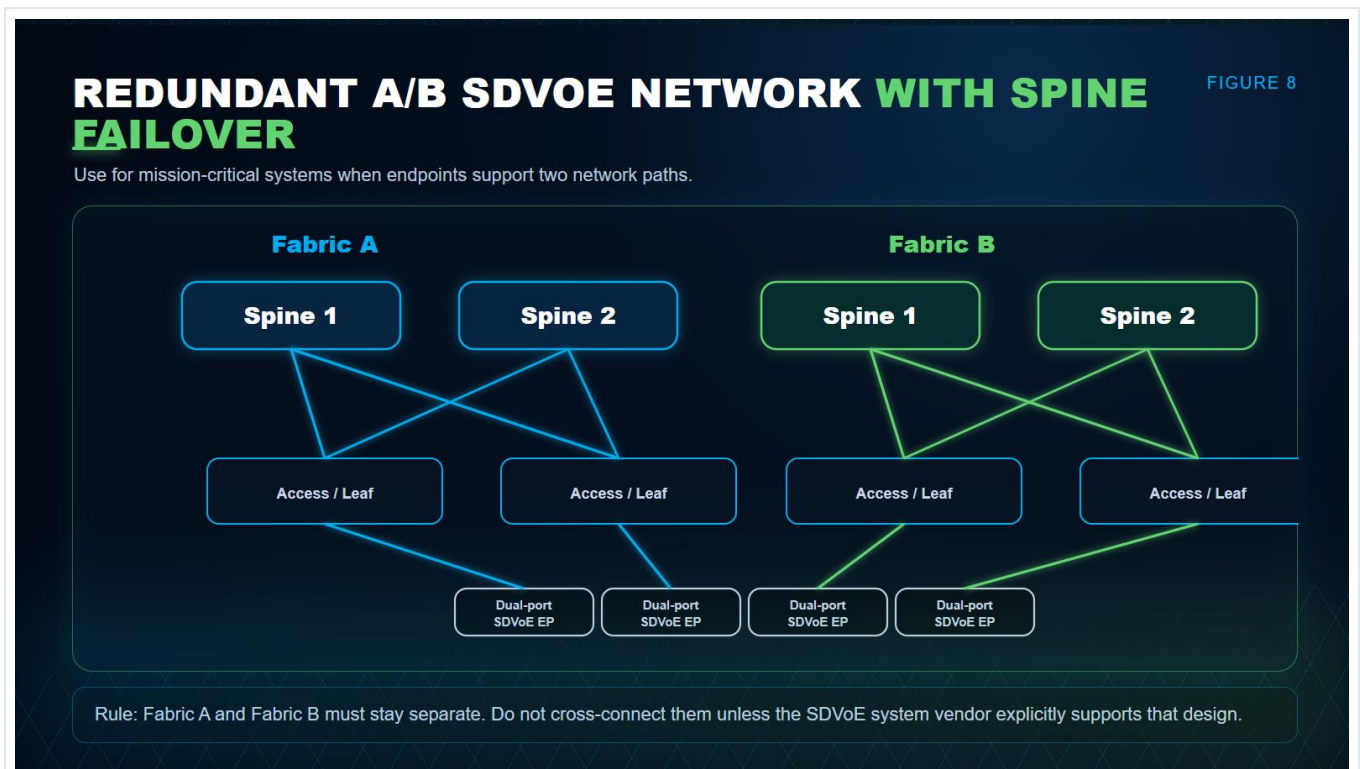 REDUNDANT A/B SDVOE NETWORK WITH SPINE
FAILOVER
FIGURE 8
Use for mission-critical systems when endpoints support two network paths.
Fabric A
Fabric B
Spine 1
Spine 2
Spine 1
Spine 2
Access / Leaf
Access / Leaf
Access / Leaf
Access / Leaf
Dual-port
SDVoE EP
Dual-port
SDVoE EP
Dual-port
SDVoE EP
Dual-port
SDVoE EP
Rule: Fabric A and Fabric B must stay separate. Do not cross-connect them unless the SDVoE system vendor explicitly supports that design.